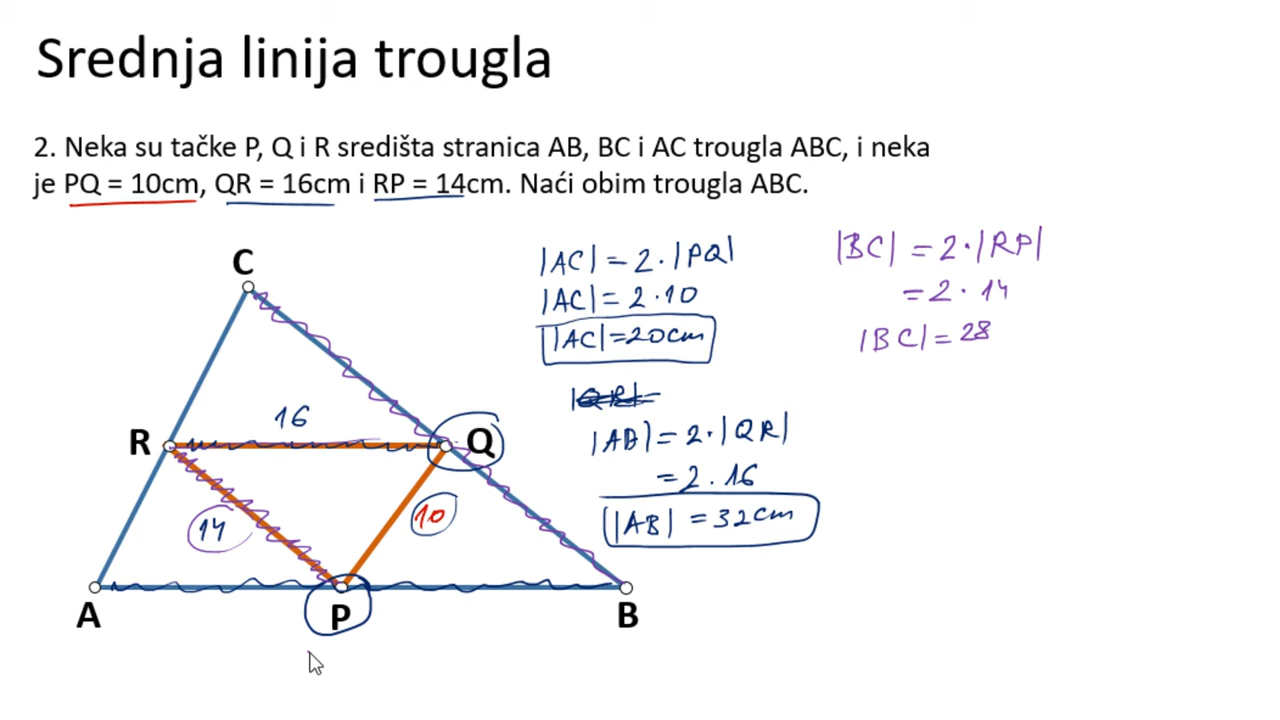 Srednja linija trougla
2. Neka su tačke P, Q i R središta stranica AB, BC i AC trougla ABC, i neka
je PQ = 10cm, QR = 16cm i RP = 14cm. Naći obim trougla ABC.
|AC| = 2·|PQ|
|AC| = 2·10
|AC|=20cm
|QR|=
|AB|=2·|QR|
=2.16
|AB| =32cm
|BC| = 2·|RP|
=2.14
|BC|=28
C
16
R
Q
14
10
A
P
B